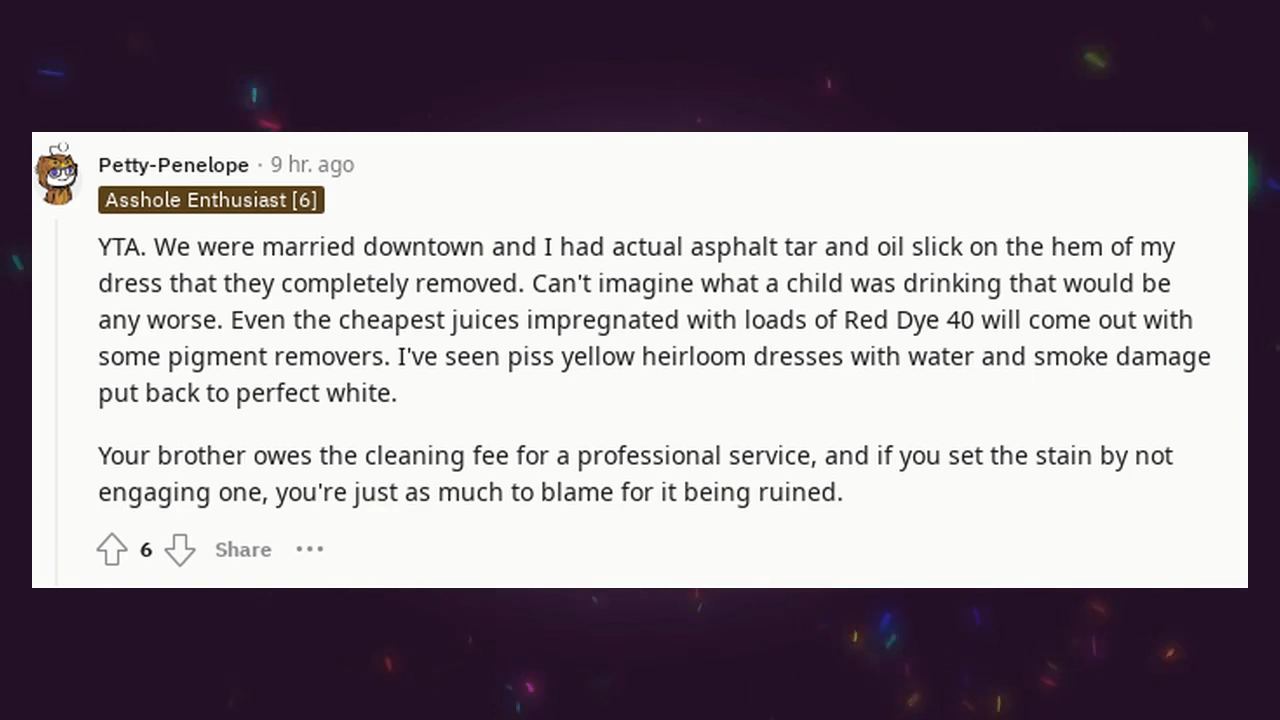 Petty-Penelope · 9 hr. ago
Asshole Enthusiast [6]
YTA. We were married downtown and I had actual asphalt tar and oil slick on the hem of my
dress that they completely removed. Can't imagine what a child was drinking that would be
any worse. Even the cheapest juices impregnated with loads of Red Dye 40 will come out with
some pigment removers. I've seen piss yellow heirloom dresses with water and smoke damage
put back to perfect white.
Your brother owes the cleaning fee for a professional service, and if you set the stain by not
engaging one, you're just as much to blame for it being ruined.
6 Share